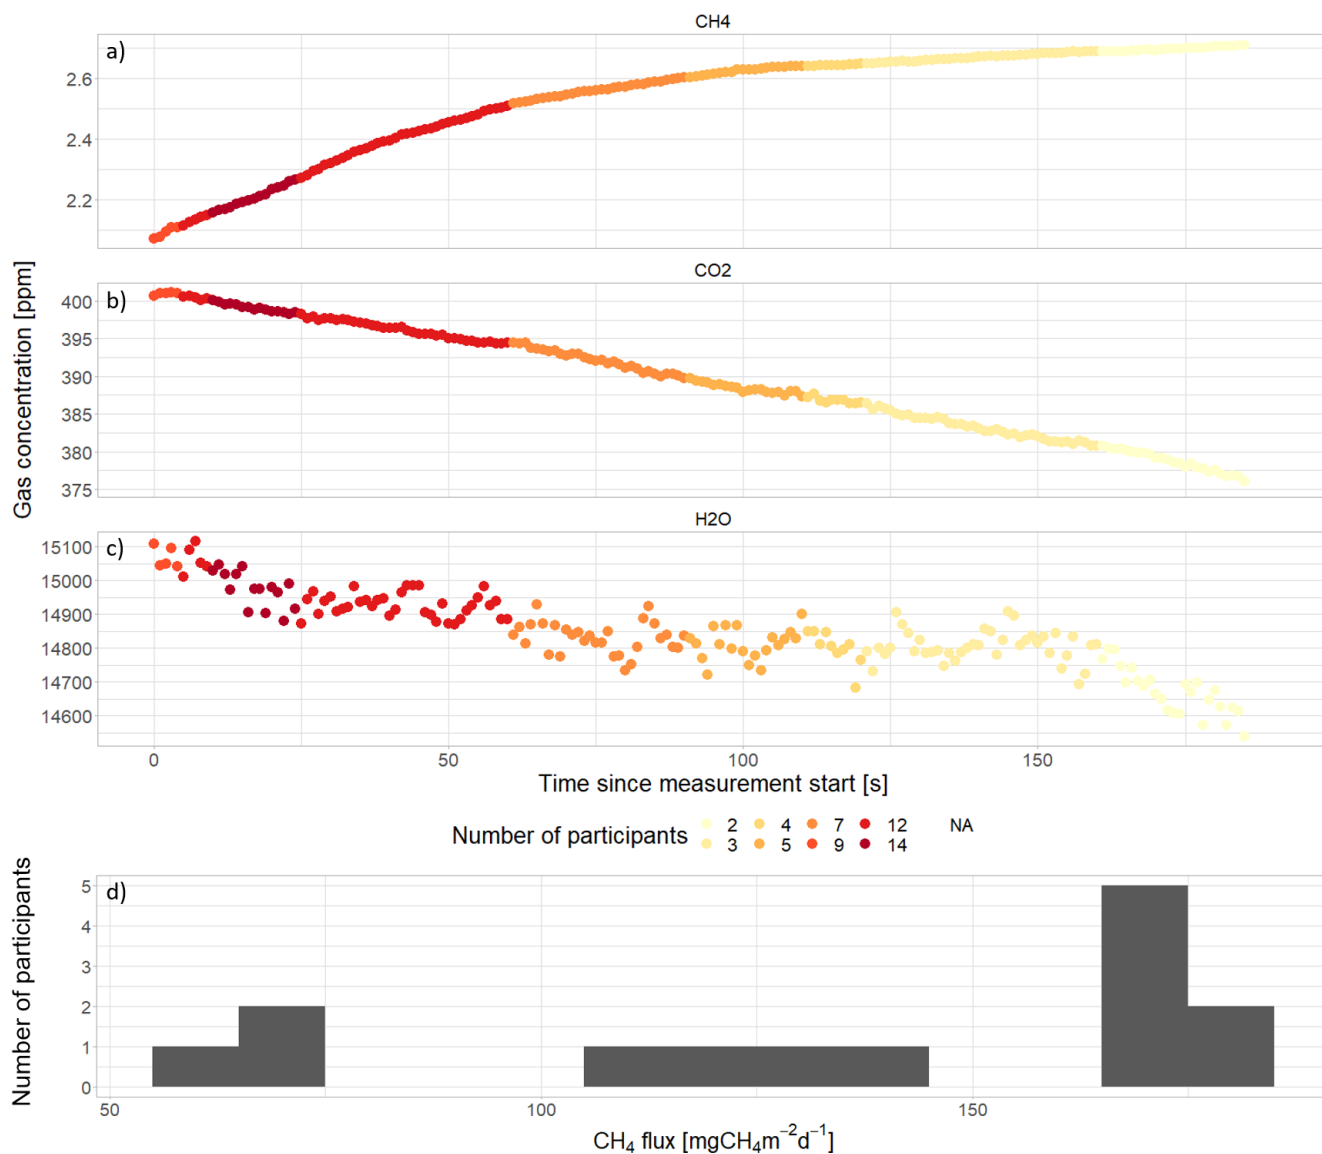 CH4
a)
2.6
2.4
2.2
CO2
b)
400
395
390
385
380
375
Gas concentration [ppm]
H2O
c)
15100
15000
14900
14800
14700
14600
0 50 100 150
Time since measurement start [s]
Number of participants 2 4 7 12 NA
3 5 9 14
d)
5
4
3
2
1
0
Number of participants
50 100 150
CH₄ flux [mgCH₄m⁻²d⁻¹]